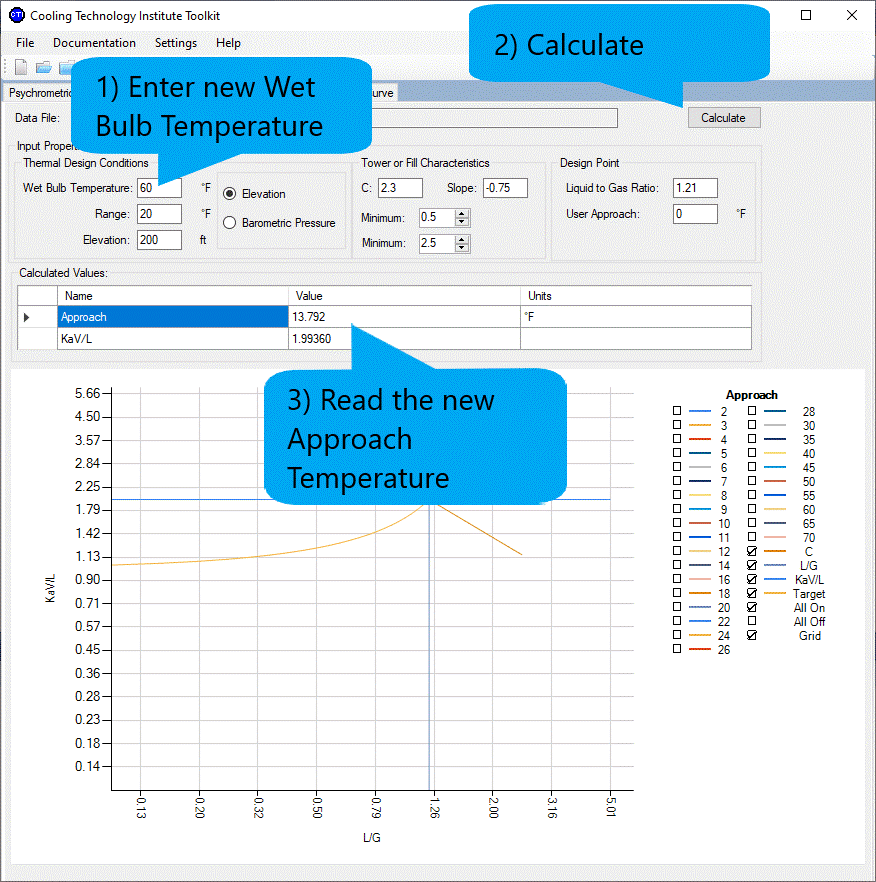 CTI Cooling Technology Institute Toolkit
File Documentation Settings Help
2) Calculate
1) Enter new Wet
Bulb Temperature
Psychrometric
urve
Data File:
Calculate
Input Proper
Thermal Design Conditions
Wet Bulb Temperature: 60 °F
Range: 20 °F
Elevation: 200 ft
Elevation
Barometric Pressure
Tower or Fill Characteristics
C: 2.3 Slope: -0.75
Minimum: 0.5
Minimum: 2.5
Design Point
Liquid to Gas Ratio: 1.21
User Approach: 0 °F
Calculated Values:
Name Value Units
Approach 13.792 °F
KaV/L 1.99360
3) Read the new
Approach
Temperature
5.66
4.50
3.57
2.84
2.25
1.79
1.42
1.13
0.90
0.71
0.57
0.45
0.36
0.28
0.23
0.18
0.14
KaV/L
0.13 0.20 0.32 0.50 0.79 1.26 2.00 3.16 5.01
L/G
Approach
2 28
3 30
4 35
5 40
6 45
7 50
8 55
9 60
10 65
11 70
12 C
14 L/G
16 KaV/L
18 Target
20 All On
22 All Off
24 Grid
26